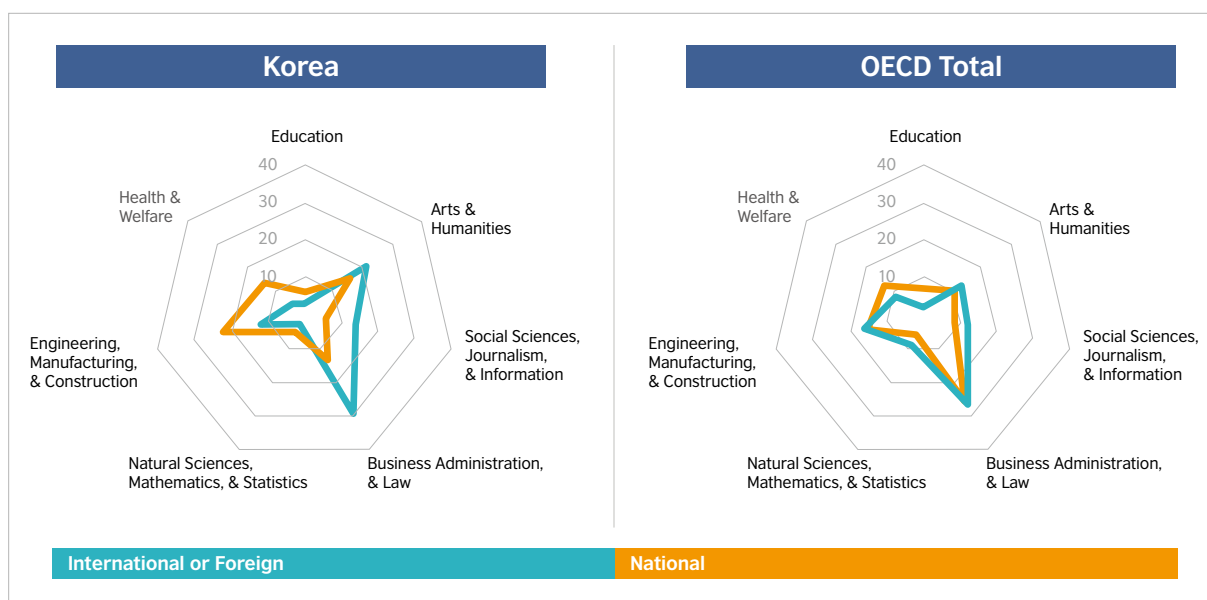 Korea
Education
40
30
20
10
Health &
Welfare
Arts &
Humanities
Engineering,
Manufacturing,
& Construction
Social Sciences,
Journalism,
& Information
Natural Sciences,
Mathematics, & Statistics
Business Administration,
& Law
OECD Total
Education
40
30
20
10
Health &
Welfare
Arts &
Humanities
Engineering,
Manufacturing,
& Construction
Social Sciences,
Journalism,
& Information
Natural Sciences,
Mathematics, & Statistics
Business Administration,
& Law
International or Foreign
National